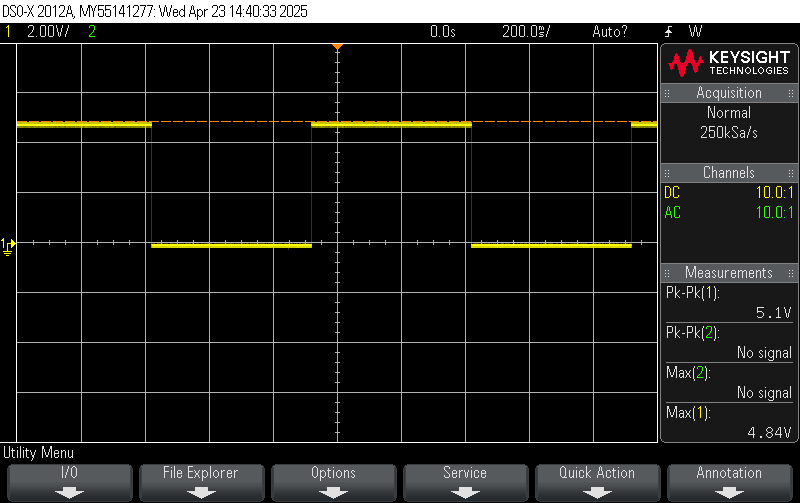 DSO-X 2012A, MY55141277: Wed Apr 23 14:40:33 2025
1 2.00V/ 2 0.0s 200.0ms/ Auto? W
KEYSIGHT
TECHNOLOGIES
Acquisition
Normal
250kSa/s
Channels
DC 10.0:1
AC 10.0:1
1
Measurements
Pk-Pk(1):
5.1V
Pk-Pk(2):
No signal
Max(2):
No signal
Max(1):
4.84V
Utility Menu
I/O File Explorer Options Service Quick Action Annotation